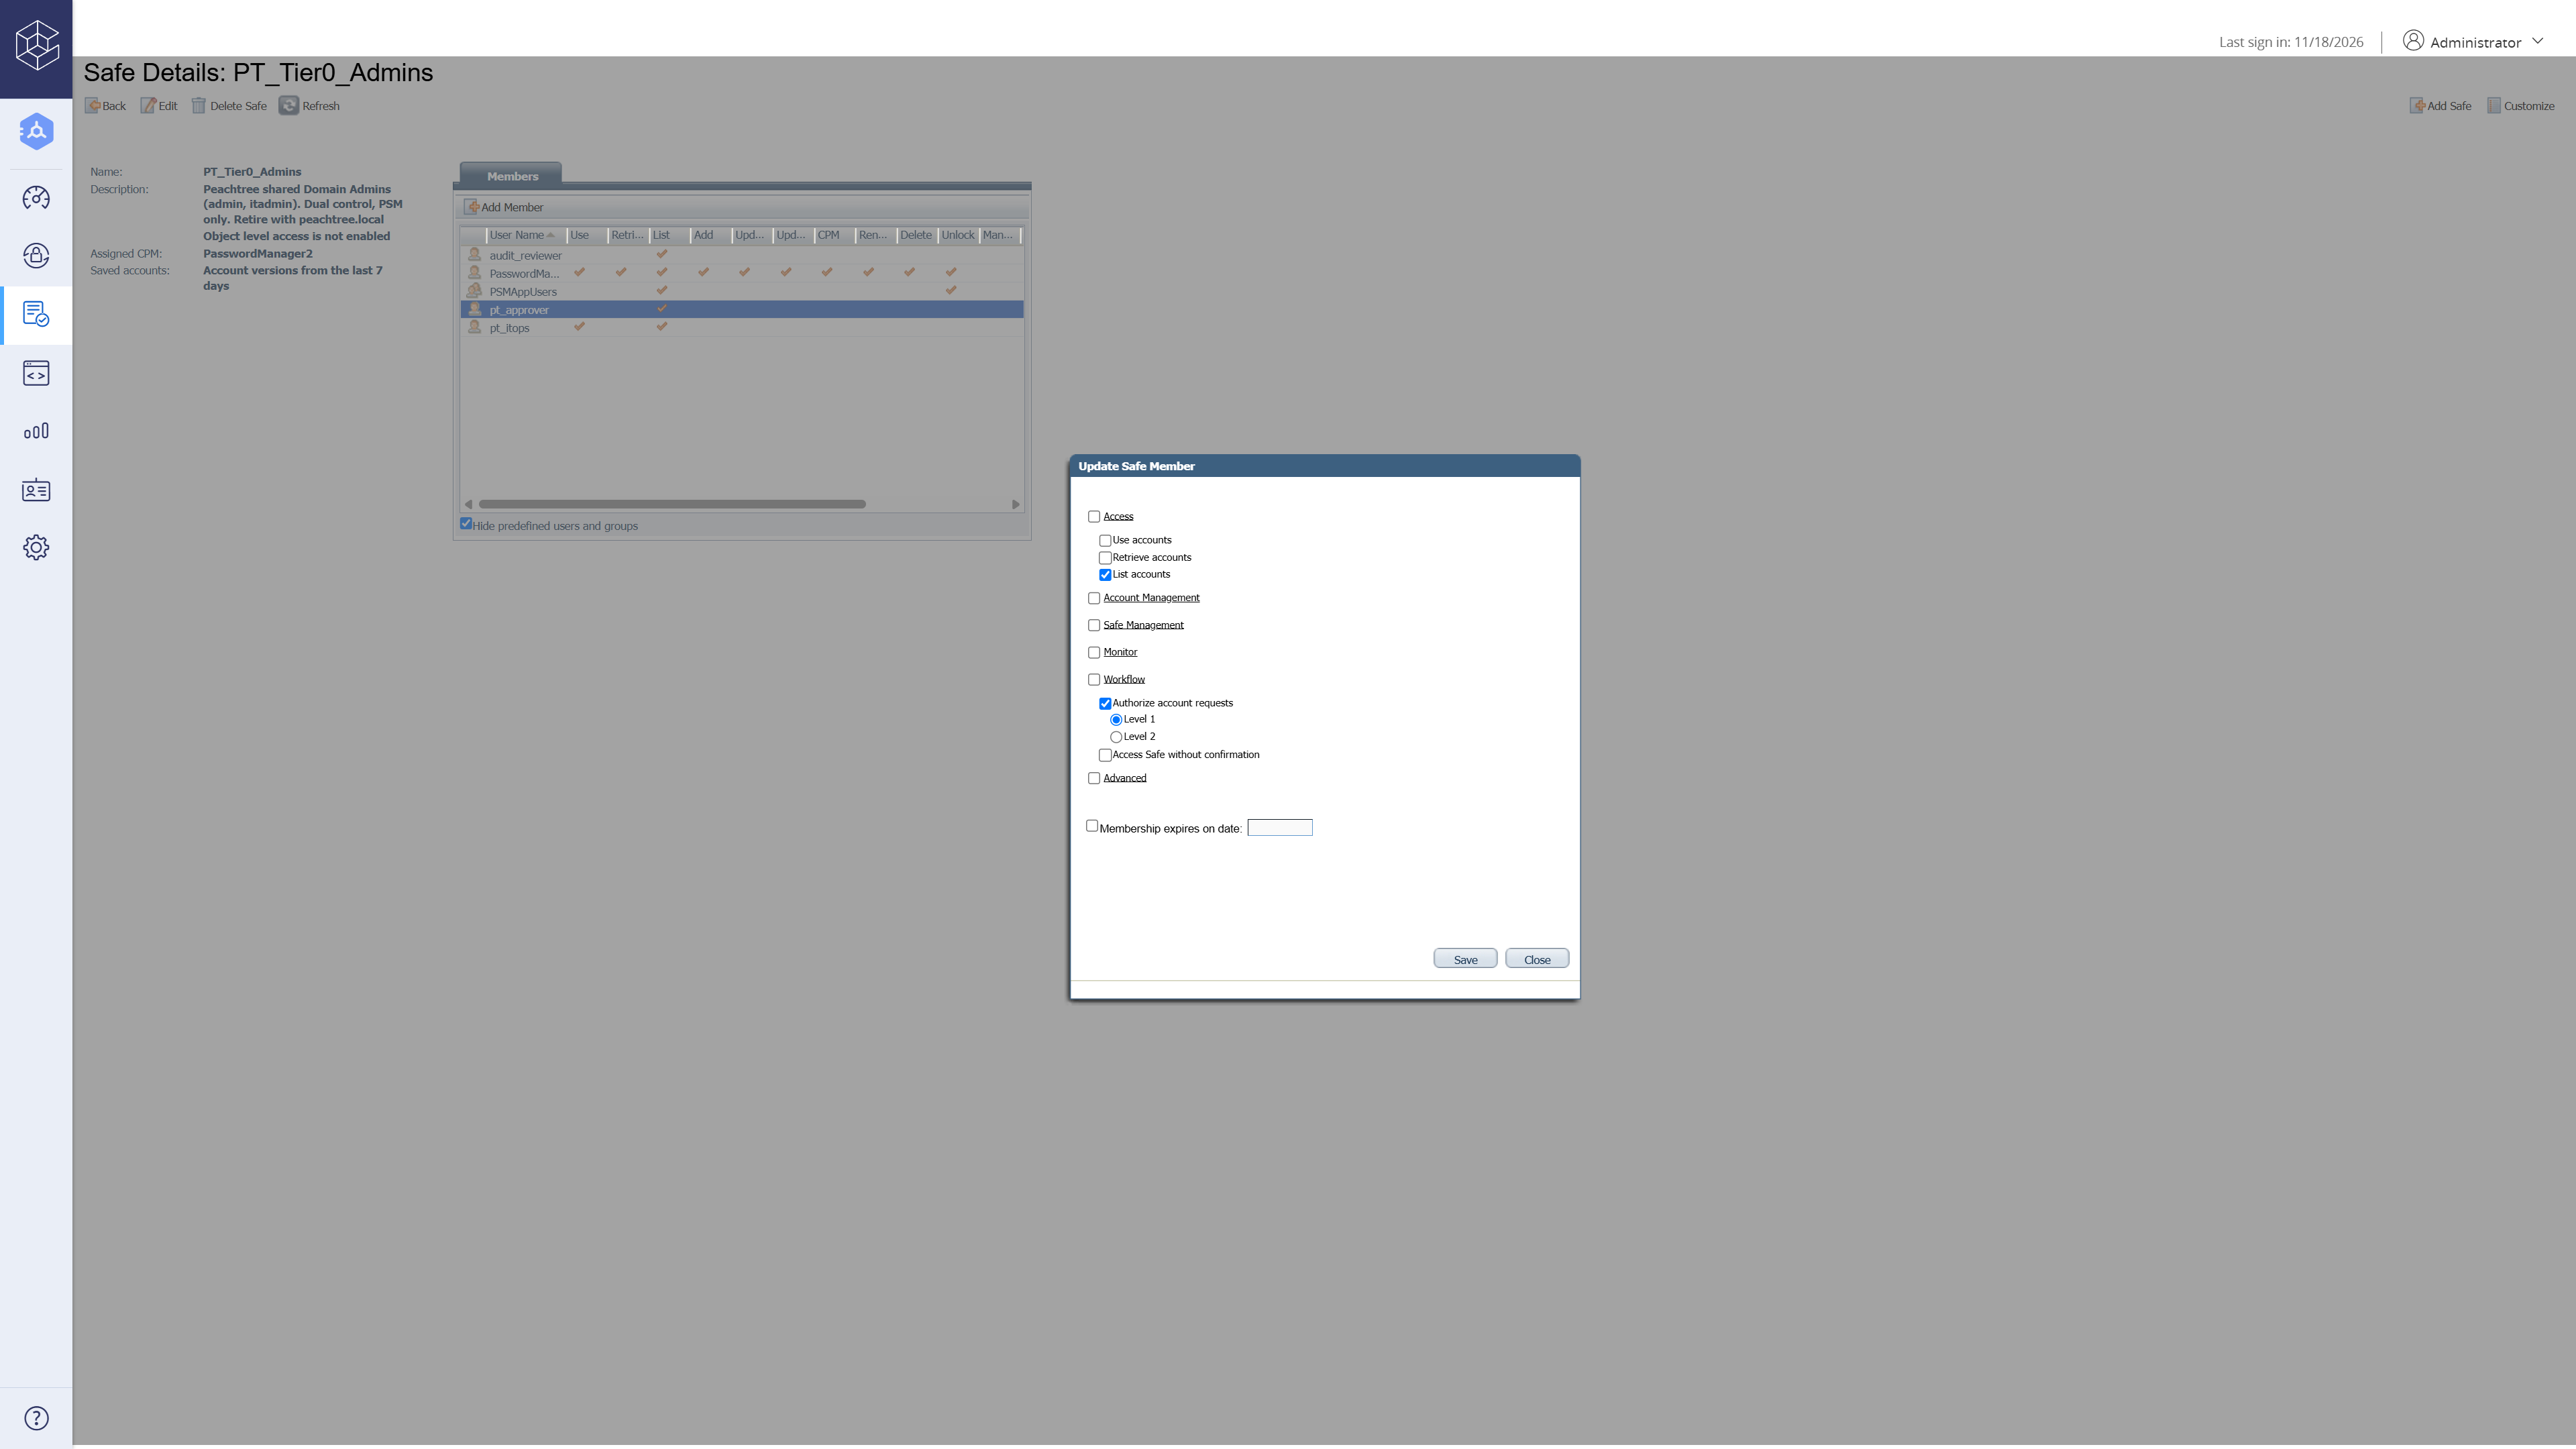 Last sign in: 11/18/2026
Administrator
Safe Details: PT_Tier0_Admins
Back Edit Delete Safe Refresh
Add Safe Customize
Name: PT_Tier0_Admins
Description: Peachtree shared Domain Admins
(admin, itadmin). Dual control, PSM
only. Retire with peachtree.local
Object level access is not enabled
Assigned CPM: PasswordManager2
Saved accounts: Account versions from the last 7
days
Members
Add Member
User Name Use Retri... List Add Upd... Upd... CPM Ren... Delete Unlock Man...
audit_reviewer
PasswordMa...
PSMAppUsers
pt_approver
pt_itops
Hide predefined users and groups
Update Safe Member
Access
Use accounts
Retrieve accounts
List accounts
Account Management
Safe Management
Monitor
Workflow
Authorize account requests
Level 1
Level 2
Access Safe without confirmation
Advanced
Membership expires on date:
Save Close